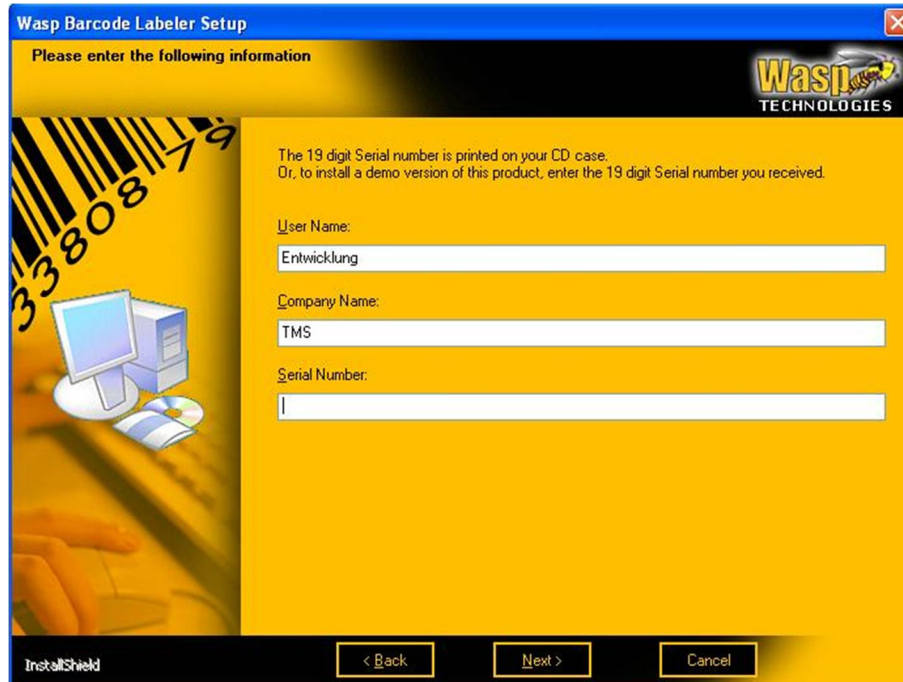 Wasp Barcode Labeler Setup
Please enter the following information
Wasp
TECHNOLOGIES
33808 79
The 19 digit Serial number is printed on your CD case.
Or, to install a demo version of this product, enter the 19 digit Serial number you received.
User Name:
Entwicklung
Company Name:
TMS
Serial Number:
InstallShield
< Back
Next >
Cancel